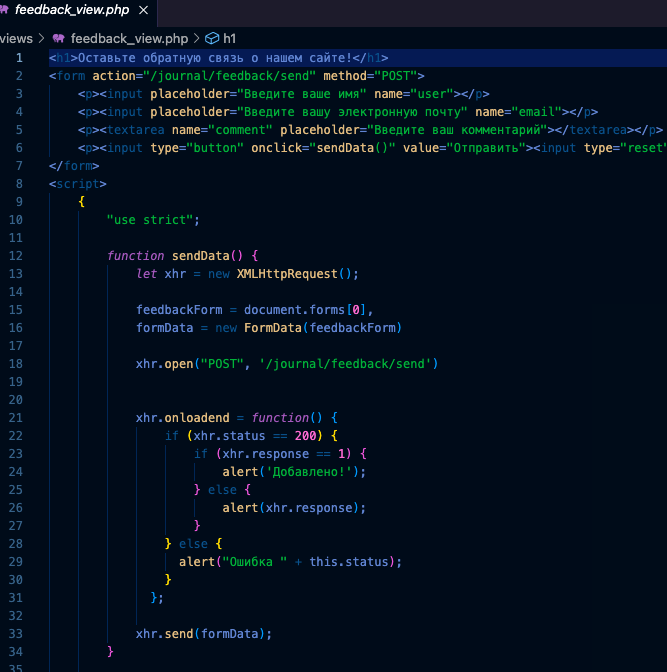 feedback_view.php ×
views > feedback_view.php > h1
1 <h1>Оставьте обратную связь о нашем сайте!</h1>
2 <form action="/journal/feedback/send" method="POST">
3 <p><input placeholder="Введите ваше имя" name="user"></p>
4 <p><input placeholder="Введите вашу электронную почту" name="email"></p>
5 <p><textarea name="comment" placeholder="Введите ваш комментарий"></textarea></p>
6 <p><input type="button" onclick="sendData()" value="Отправить"><input type="reset"
7 </form>
8 <script>
9 {
10 "use strict";
11
12 function sendData() {
13 let xhr = new XMLHttpRequest();
14
15 feedbackForm = document.forms[0],
16 formData = new FormData(feedbackForm)
17
18 xhr.open("POST", '/journal/feedback/send')
19
20
21 xhr.onloadend = function() {
22 if (xhr.status == 200) {
23 if (xhr.response == 1) {
24 alert('Добавлено!');
25 } else {
26 alert(xhr.response);
27 }
28 } else {
29 alert("Ошибка " + this.status);
30 }
31 };
32
33 xhr.send(formData);
34 }
35